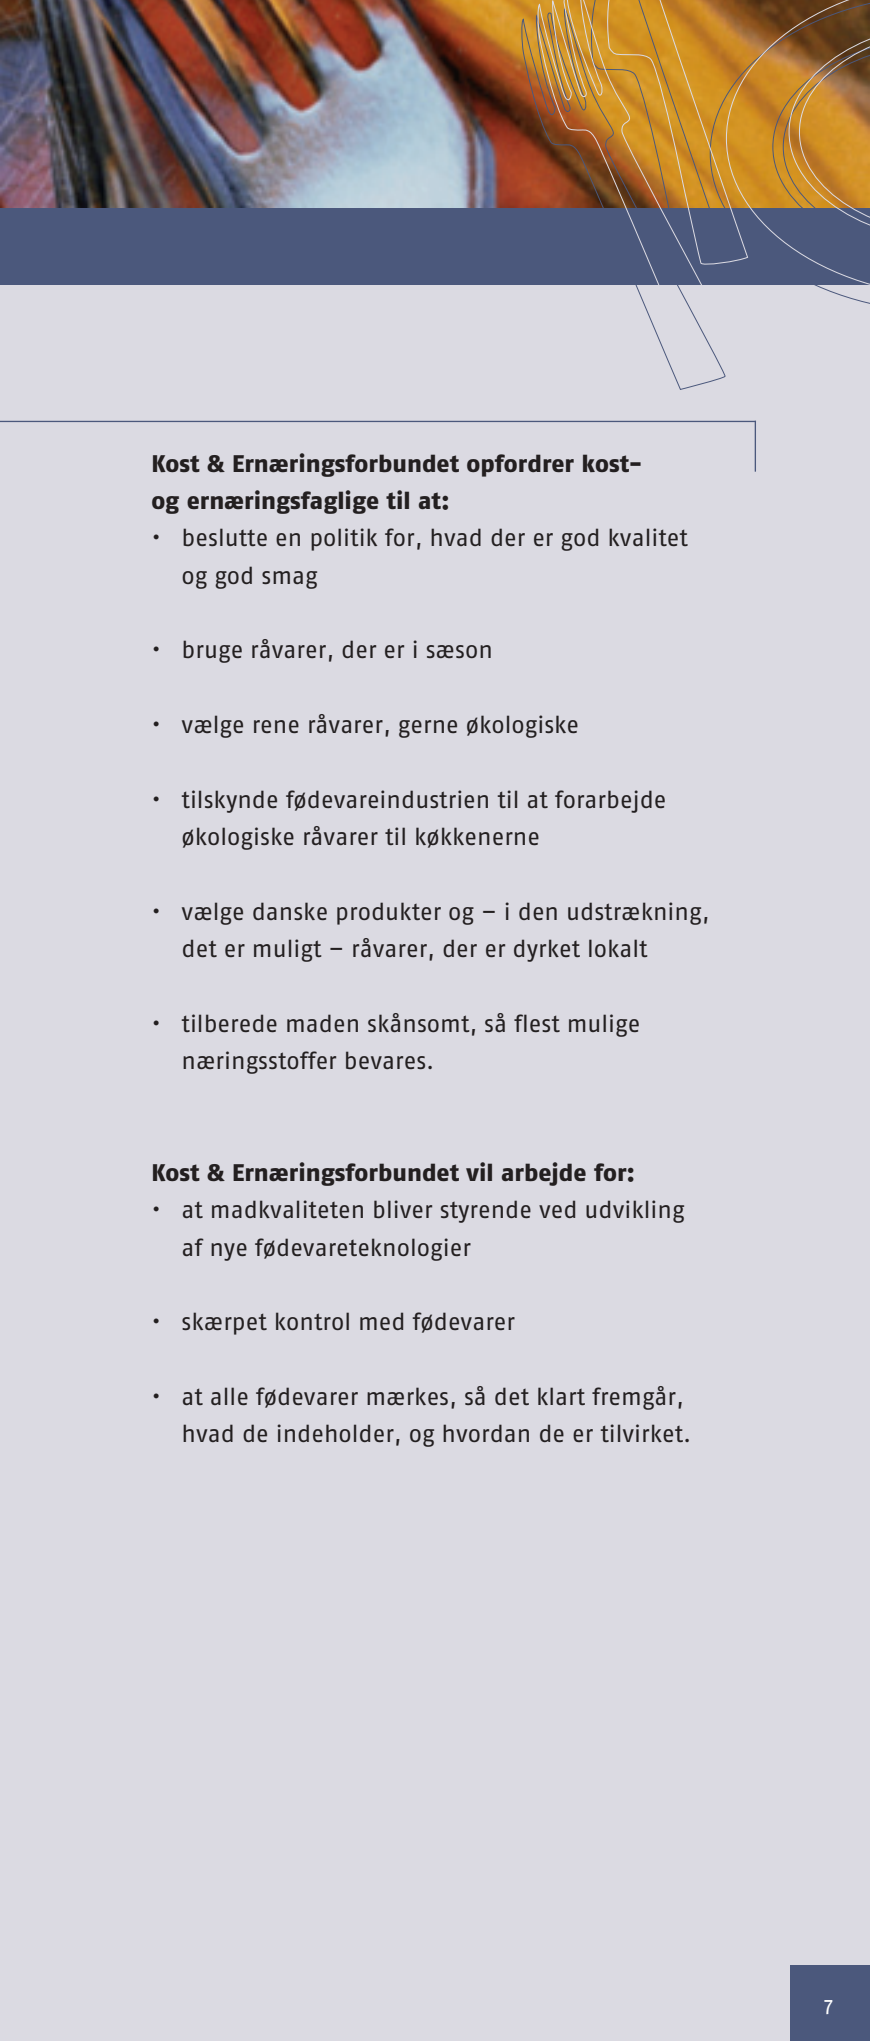 Kost & Ernæringsforbundet opfordrer kost-
og ernæringsfaglige til at:
• beslutte en politik for, hvad der er god kvalitet
og god smag
• bruge råvarer, der er i sæson
• vælge rene råvarer, gerne økologiske
• tilskynde fødevareindustrien til at forarbejde
økologiske råvarer til køkkenerne
• vælge danske produkter og – i den udstrækning,
det er muligt – råvarer, der er dyrket lokalt
• tilberede maden skånsomt, så flest mulige
næringsstoffer bevares.
Kost & Ernæringsforbundet vil arbejde for:
• at madkvaliteten bliver styrende ved udvikling
af nye fødevareteknologier
• skærpet kontrol med fødevarer
• at alle fødevarer mærkes, så det klart fremgår,
hvad de indeholder, og hvordan de er tilvirket.
7